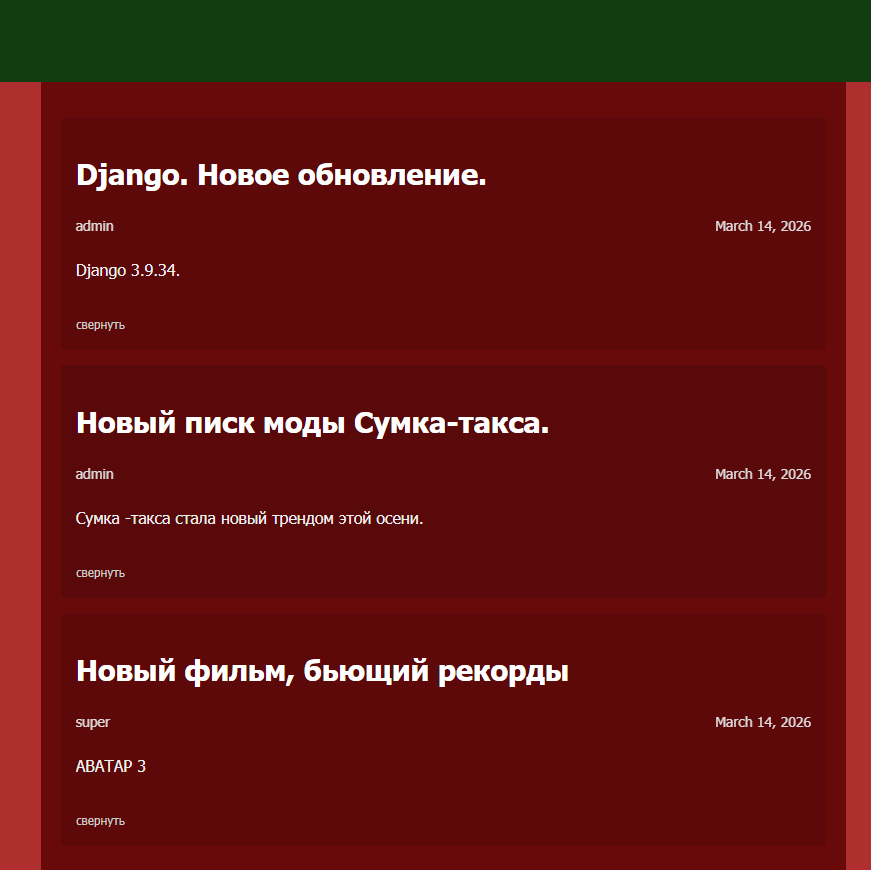 Django. Новое обновление.
admin March 14, 2026
Django 3.9.34.
свернуть
Новый писк моды Сумка-такса.
admin March 14, 2026
Сумка -такса стала новый трендом этой осени.
свернуть
Новый фильм, бьющий рекорды
super March 14, 2026
АВАТАР 3
свернуть